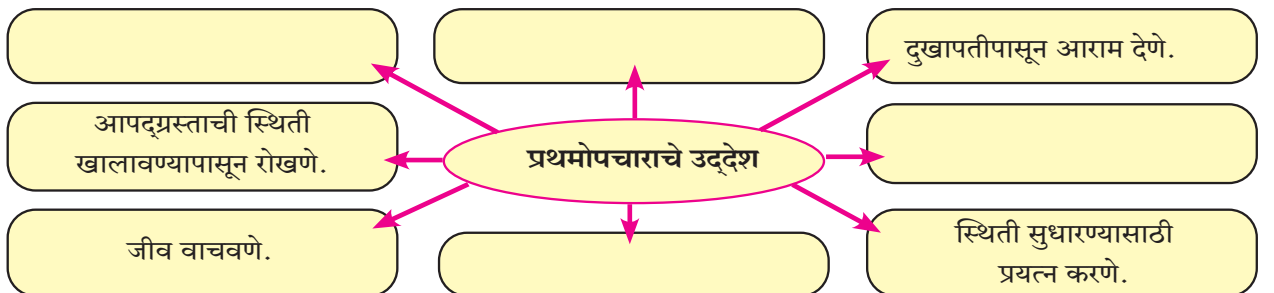 दुखापतीपासून आराम देणे.
आपद्ग्रस्ताची स्थिती
खालावण्यापासून रोखणे.
प्रथमोपचाराचे उद्‌देश
जीव वाचवणे.
स्थिती सुधारण्यासाठी
प्रयत्न करणे.